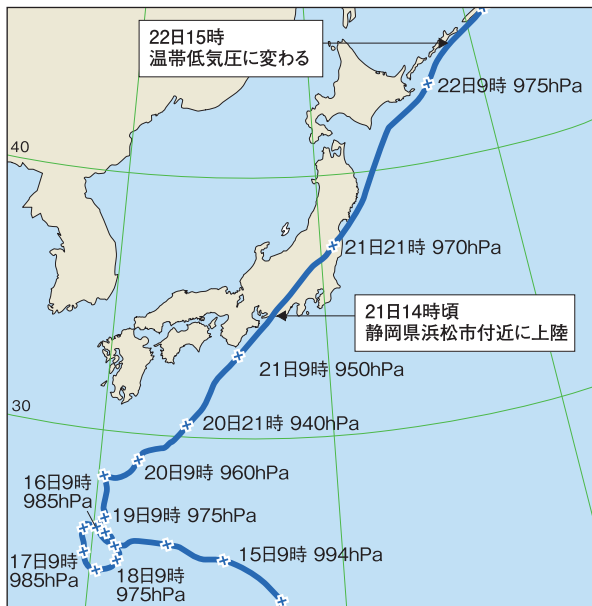 22日15時
温帯低気圧に変わる
40
22日9時 975hPa
21日21時 970hPa
21日14時頃
静岡県浜松市付近に上陸
21日9時 950hPa
30
20日21時 940hPa
20日9時 960hPa
16日9時
985hPa
19日9時 975hPa
15日9時 994hPa
17日9時
985hPa
18日9時
975hPa